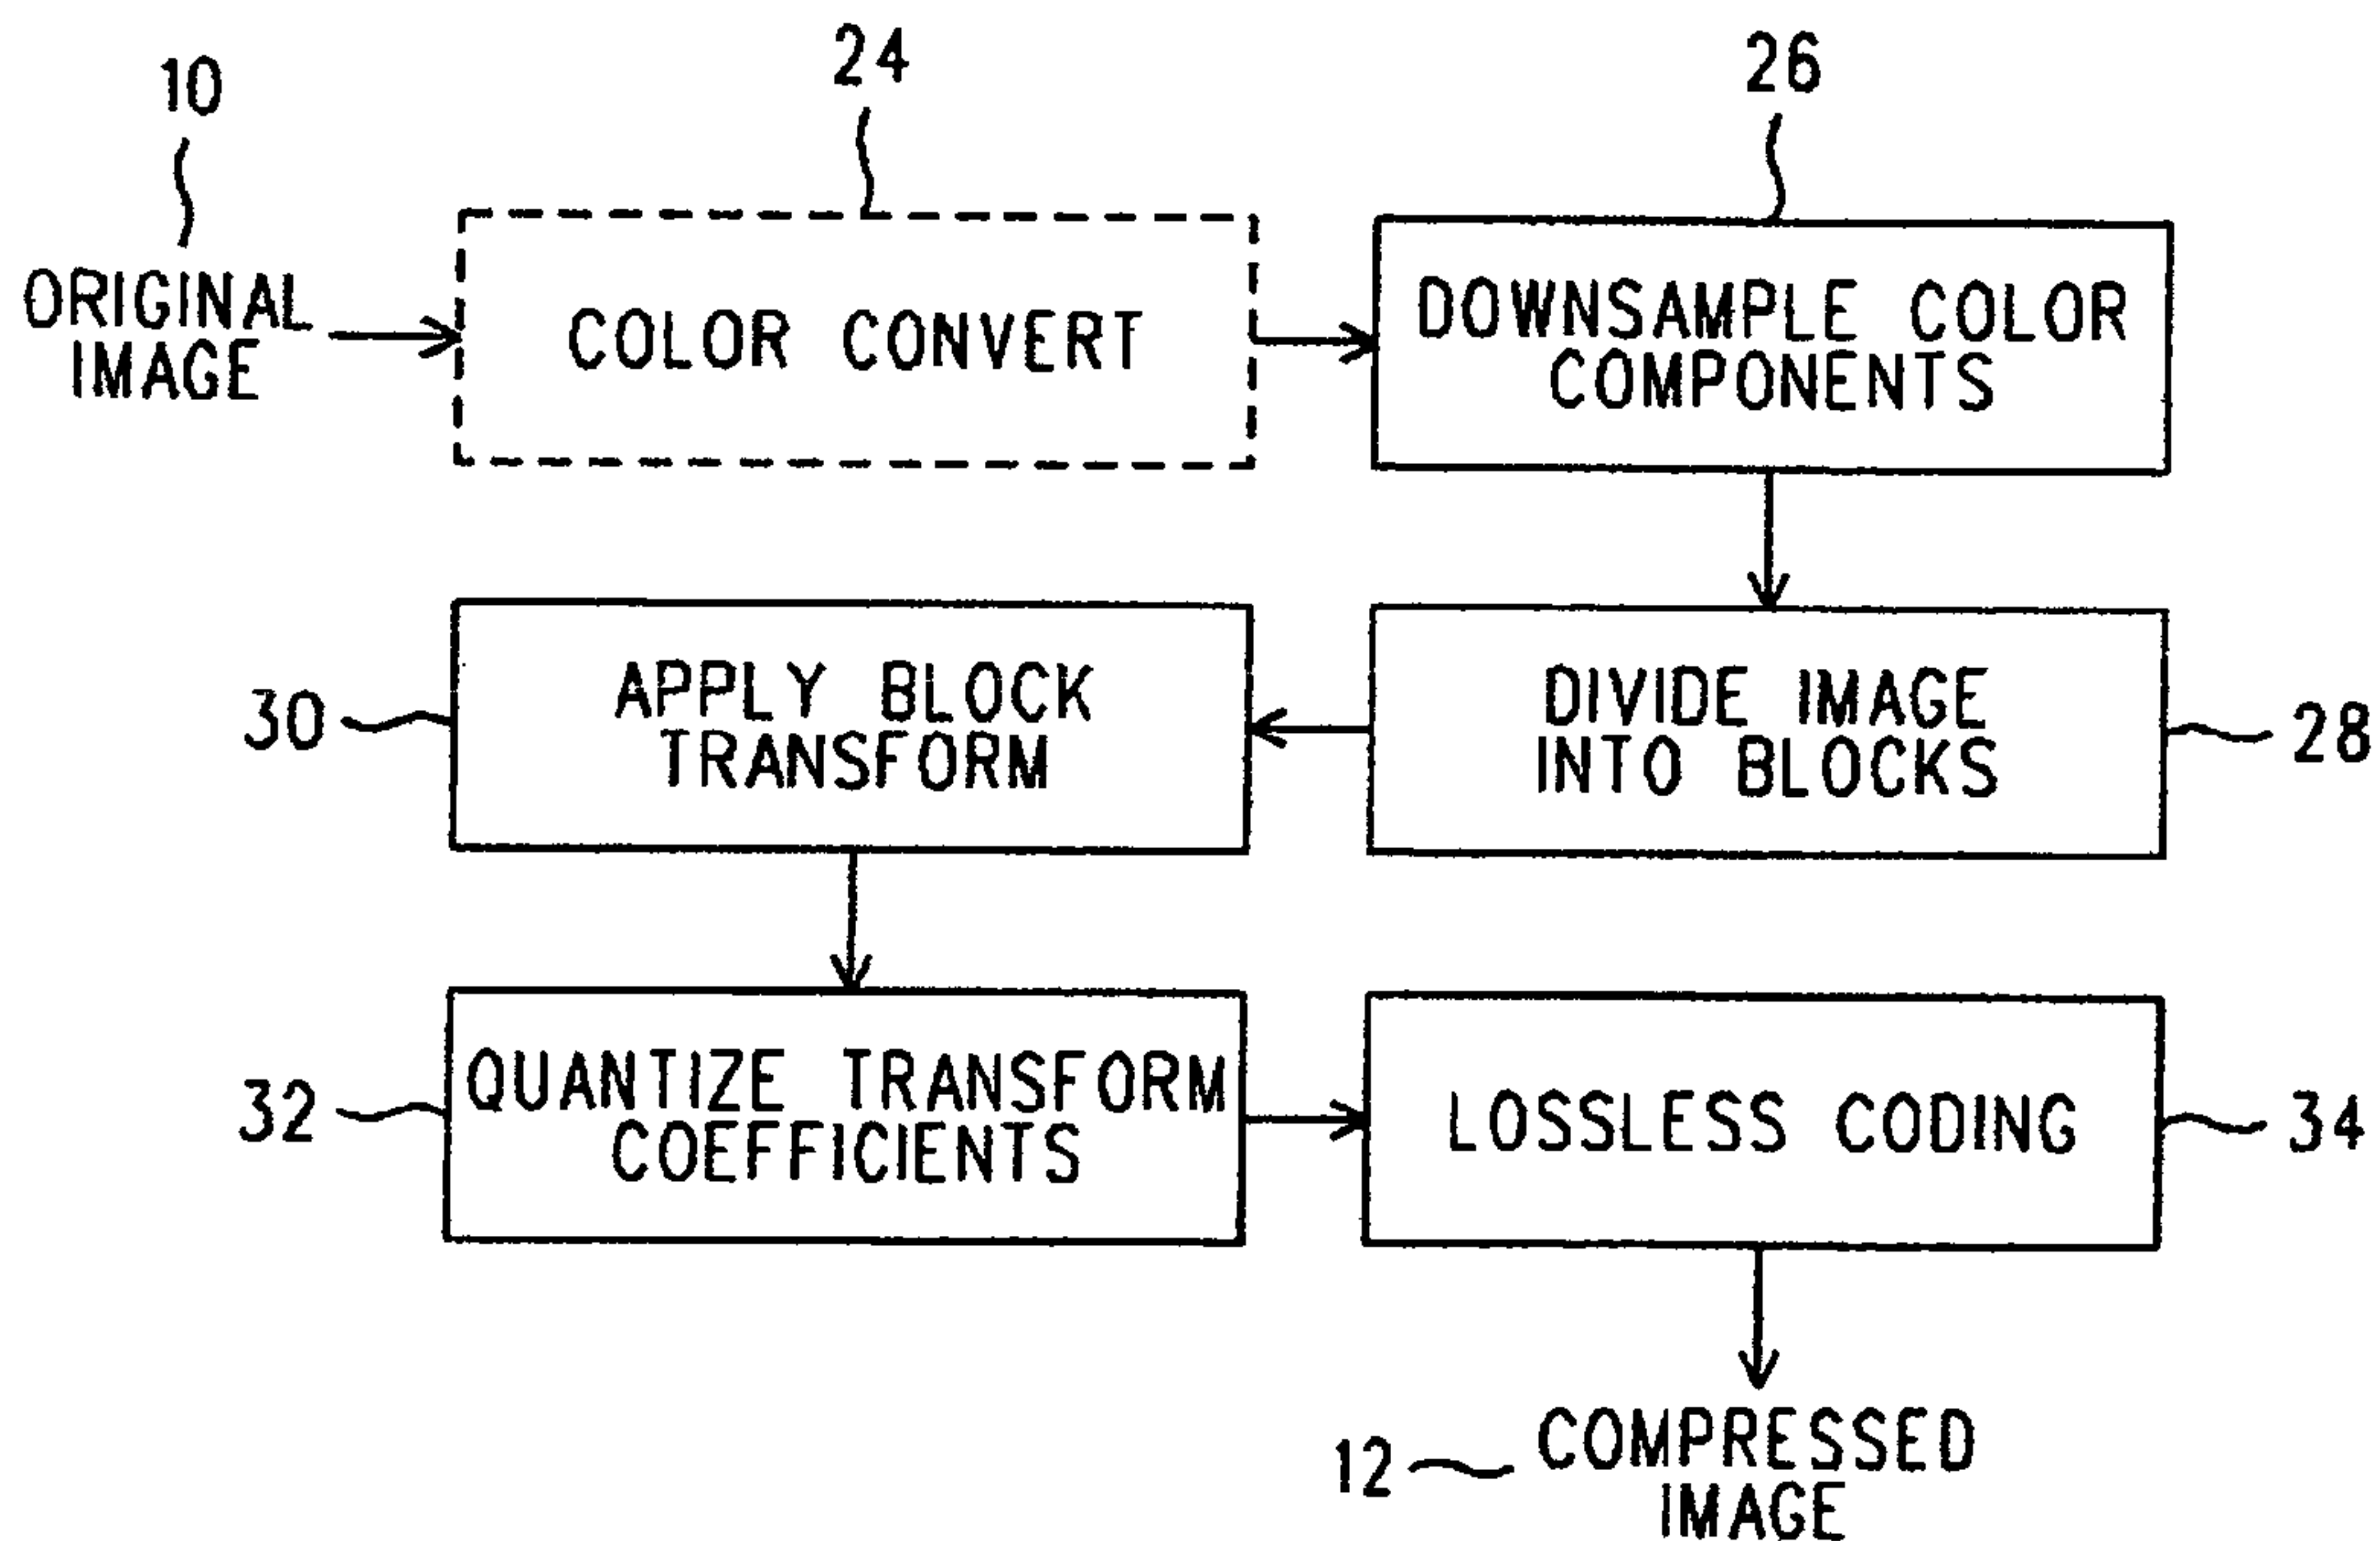 10
24
26
ORIGINAL
IMAGE
COLOR CONVERT
DOWNSAMPLE COLOR
COMPONENTS
30
APPLY BLOCK
TRANSFORM
DIVIDE IMAGE
INTO BLOCKS
28
32
QUANTIZE TRANSFORM
COEFFICIENTS
LOSSLESS CODING
34
12
COMPRESSED
IMAGE